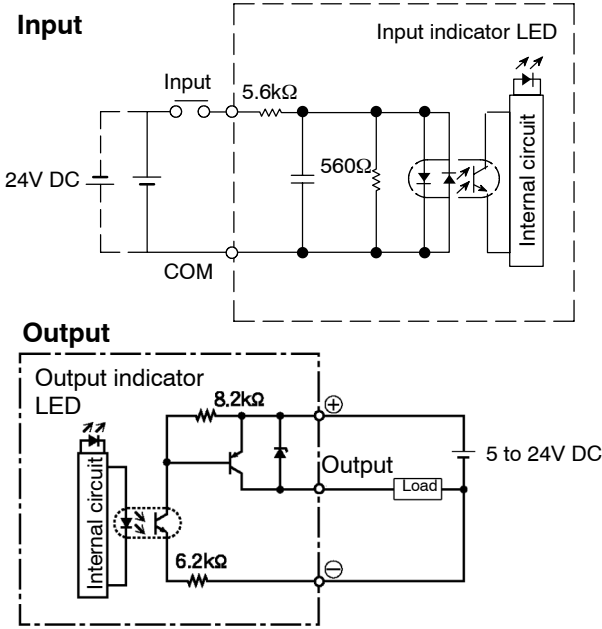 Input
Input indicator LED
Input
5.6kΩ
24V DC
560Ω
Internal circuit
COM
Output
Output indicator
LED
8.2kΩ
⊕
Output
5 to 24V DC
Load
Internal circuit
6.2kΩ
⊖